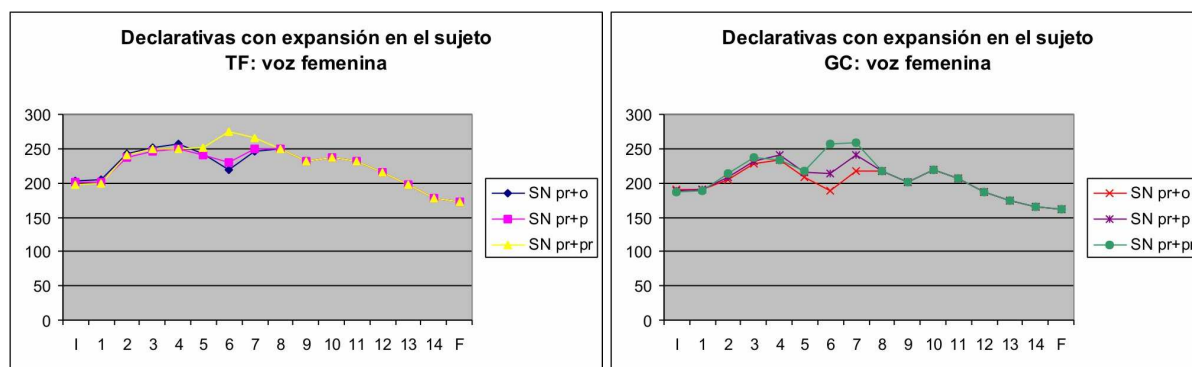 Declarativas con expansión en el sujeto
TF: voz femenina
300
250
200
150
100
50
0
I 1 2 3 4 5 6 7 8 9 10 11 12 13 14 F
SN pr+o
SN pr+p
SN pr+pr
Declarativas con expansión en el sujeto
GC: voz femenina
300
250
200
150
100
50
0
I 1 2 3 4 5 6 7 8 9 10 11 12 13 14 F
SN pr+o
SN pr+p
SN pr+pr